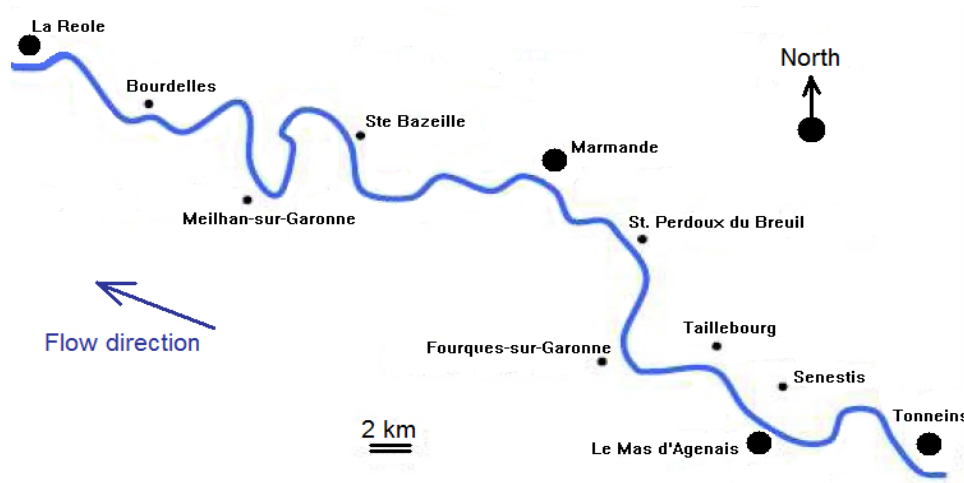 La Reole
North
Bourdelles
Ste Bazeille
Marmande
Meilhan-sur-Garonne
St. Perdoux du Breuil
Flow direction
Taillebourg
Fourques-sur-Garonne
Senestis
2 km
Tonneins
Le Mas d'Agenais